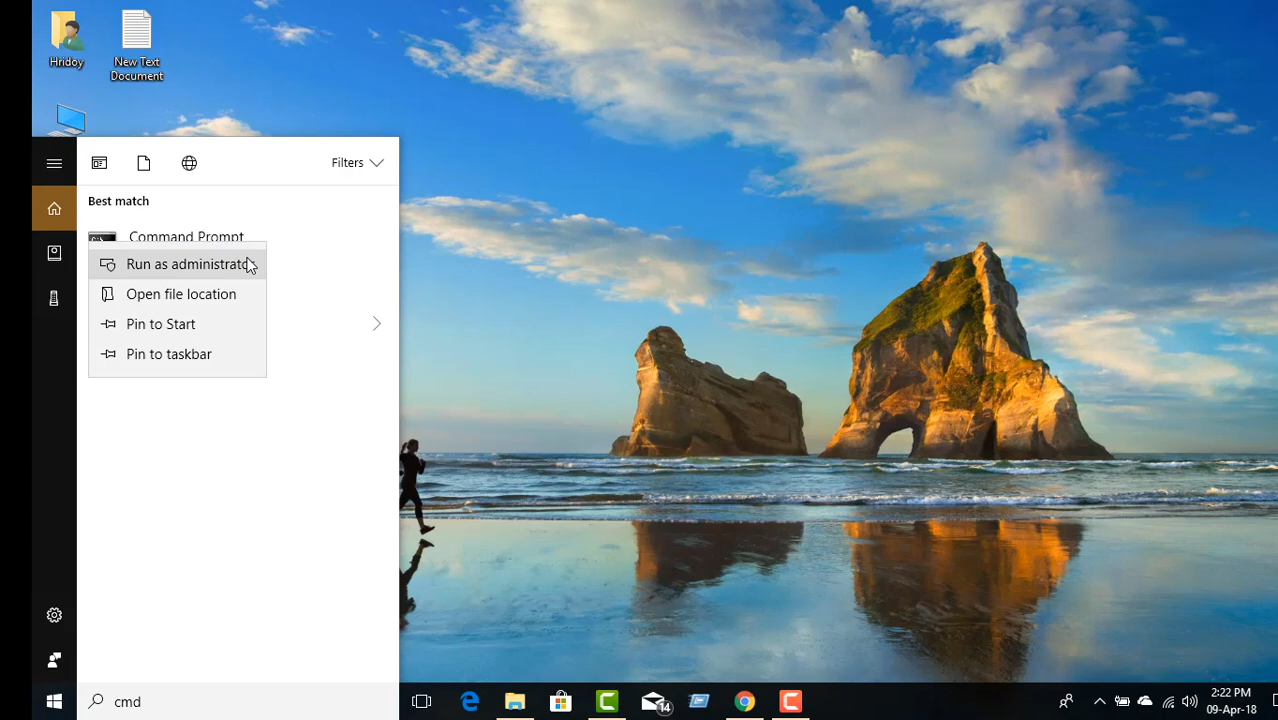 Hridoy
New Text
Document
Filters
Best match
Command Prompt
Run as administrator
Open file location
Pin to Start
Pin to taskbar
cmd
14
2:22 PM
09-Apr-18